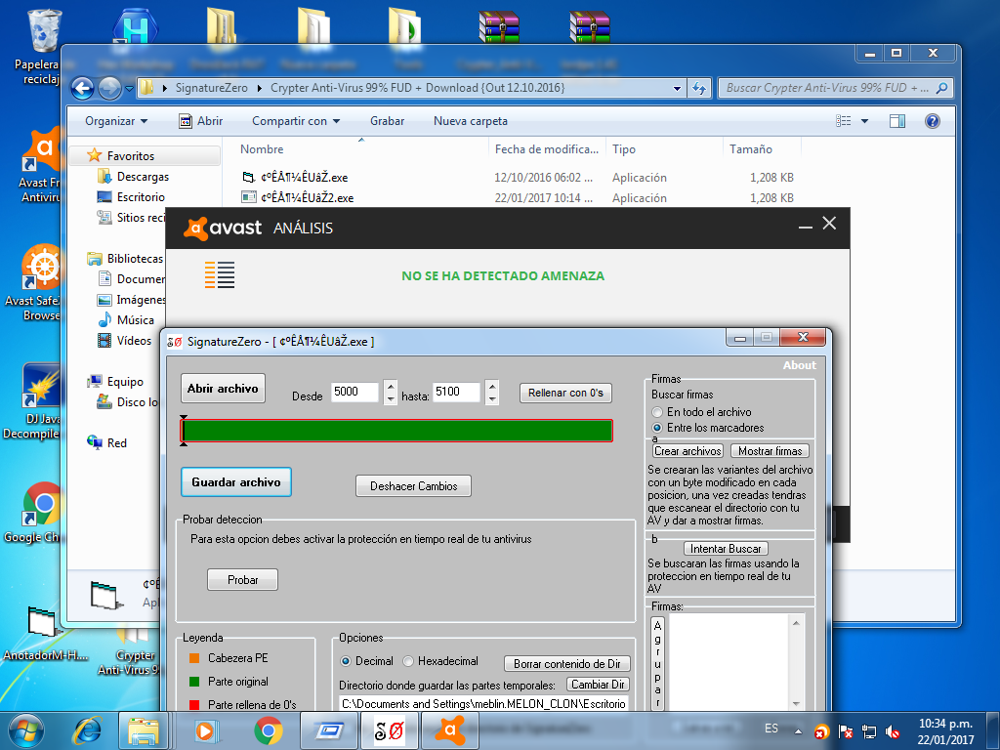 Papelera
reciclaj
SignatureZero
Crypter Anti-Virus 99% FUD + Download {Out 12.10.2016}
Buscar Crypter Anti-Virus 99% FUD + ...
Organizar
Abrir
Compartir con
Grabar
Nueva carpeta
Nombre
Fecha de modifica...
Tipo
Tamaño
Favoritos
Descargas
Escritorio
Sitios reci
Bibliotecas
Documen
Imágenes
Música
Vídeos
Equipo
Disco lo
Red
¢ºÊÅ¶¼ÊUâŽ.exe
12/10/2016 06:02 ...
Aplicación
1,208 KB
¢ºÊÅ¶¼ÊUâŽ2.exe
22/01/2017 10:14 ...
Aplicación
1,208 KB
Avast Fr
Antiviru
Avast SafeZ
Browse
DJ Java
Decompile
Google Ch
AnotadorM-H...
Crypter
Anti-Virus 9
avast ANÁLISIS
NO SE HA DETECTADO AMENAZA
SignatureZero - [ ¢ºÊÅ¶¼ÊUâŽ.exe ]
About
Abrir archivo
Desde
5000
hasta:
5100
Rellenar con 0's
Guardar archivo
Deshacer Cambios
Probar deteccion
Para esta opcion debes activar la protección en tiempo real de tu antivirus
Probar
Firmas
Buscar firmas
En todo el archivo
Entre los marcadores
a
Crear archivos
Mostrar firmas
Se crearan las variantes del archivo
con un byte modificado en cada
posicion, una vez creadas tendras
que escanear el directorio con tu
AV y dar a mostrar firmas.
b
Intentar Buscar
Se buscaran las firmas usando la
proteccion en tiempo real de tu
AV
Firmas:
Agrupar
Leyenda
Cabezera PE
Parte original
Parte rellena de 0's
Opciones
Decimal
Hexadecimal
Borrar contenido de Dir
Directorio donde guardar las partes temporales:
Cambiar Dir
C:\Documents and Settings\meblin.MELON_CLON\Escritorio
ES
10:34 p.m.
22/01/2017